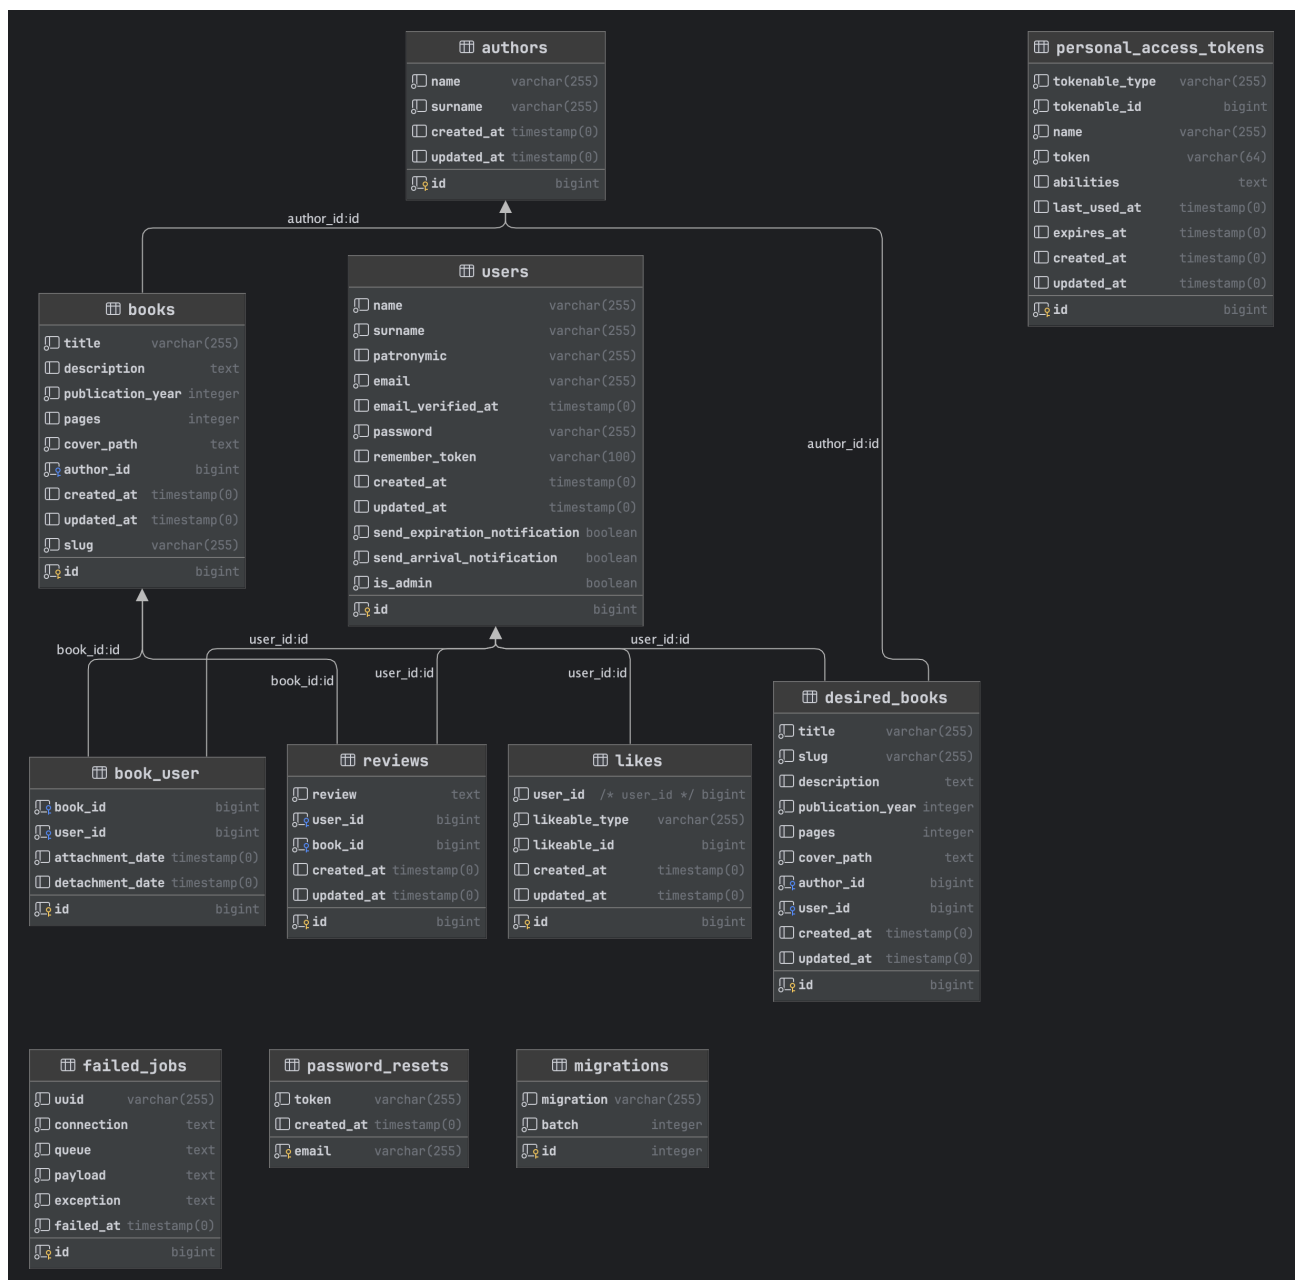 authors
name varchar(255)
surname varchar(255)
created_at timestamp(0)
updated_at timestamp(0)
id bigint
personal_access_tokens
tokenable_type varchar(255)
tokenable_id bigint
name varchar(255)
token varchar(64)
abilities text
last_used_at timestamp(0)
expires_at timestamp(0)
created_at timestamp(0)
updated_at timestamp(0)
id bigint
author_id:id
users
name varchar(255)
surname varchar(255)
patronymic varchar(255)
email varchar(255)
email_verified_at timestamp(0)
password varchar(255)
remember_token varchar(100)
created_at timestamp(0)
updated_at timestamp(0)
send_expiration_notification boolean
send_arrival_notification boolean
is_admin boolean
id bigint
books
title varchar(255)
description text
publication_year integer
pages integer
cover_path text
author_id bigint
created_at timestamp(0)
updated_at timestamp(0)
slug varchar(255)
id bigint
author_id:id
book_id:id
user_id:id
book_id:id
user_id:id
user_id:id
user_id:id
book_user
book_id bigint
user_id bigint
attachment_date timestamp(0)
detachment_date timestamp(0)
id bigint
reviews
review text
user_id bigint
book_id bigint
created_at timestamp(0)
updated_at timestamp(0)
id bigint
likes
user_id /* user_id */ bigint
likeable_type varchar(255)
likeable_id bigint
created_at timestamp(0)
updated_at timestamp(0)
id bigint
desired_books
title varchar(255)
slug varchar(255)
description text
publication_year integer
pages integer
cover_path text
author_id bigint
user_id bigint
created_at timestamp(0)
updated_at timestamp(0)
id bigint
failed_jobs
uuid varchar(255)
connection text
queue text
payload text
exception text
failed_at timestamp(0)
id bigint
password_resets
token varchar(255)
created_at timestamp(0)
email varchar(255)
migrations
migration varchar(255)
batch integer
id integer